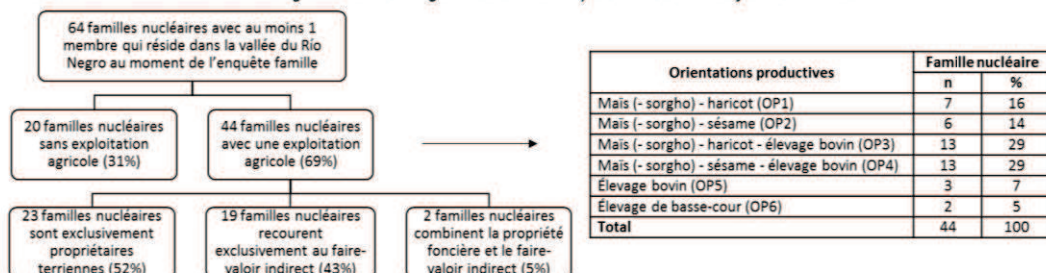 64 familles nucléaires avec au moins 1
membre qui réside dans la vallée du Río
Negro au moment de l'enquête famille
20 familles nucléaires
sans exploitation
agricole (31%)
44 familles nucléaires
avec une exploitation
agricole (69%)
23 familles nucléaires
sont exclusivement
propriétaires
terriennes (52%)
19 familles nucléaires
recourent
exclusivement au faire-
valoir indirect (43%)
2 familles nucléaires
combinent la propriété
foncière et le faire-
valoir indirect (5%)
Orientations productives Famille nucléaire
n %
Maïs (- sorgho) - haricot (OP1) 7 16
Maïs (- sorgho) - sésame (OP2) 6 14
Maïs (- sorgho) - haricot - élevage bovin (OP3) 13 29
Maïs (- sorgho) - sésame - élevage bovin (OP4) 13 29
Élevage bovin (OP5) 3 7
Élevage de basse-cour (OP6) 2 5
Total 44 100